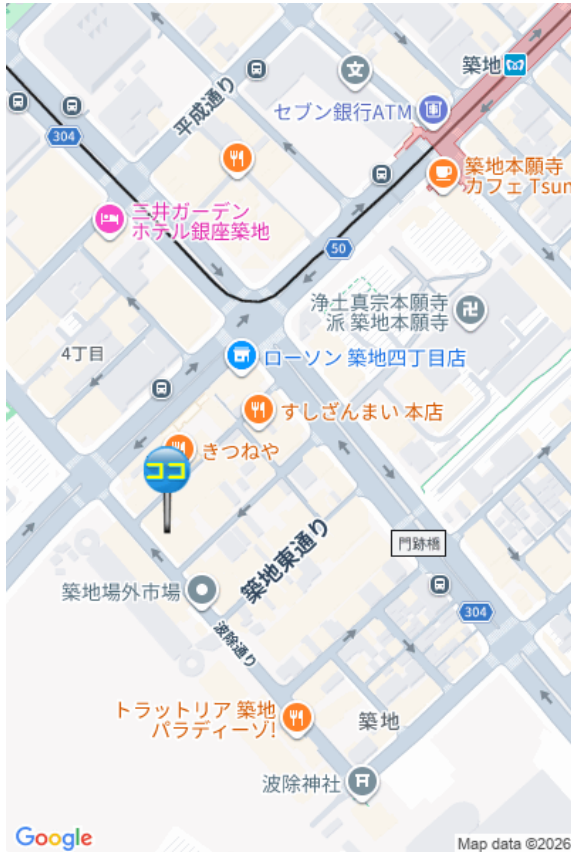 築地
セブン銀行ATM
平成通り
304
築地本願寺
カフェ Tsun
三井ガーデン
ホテル銀座築地
50
浄土真宗本願寺
派 築地本願寺
4丁目
ローソン 築地四丁目店
すしざんまい 本店
きつねや
ココ
築地東通り
門跡橋
築地場外市場
304
波除通り
トラットリア 築地
パラディーゾ!
築地
波除神社
Google
Map data ©2026